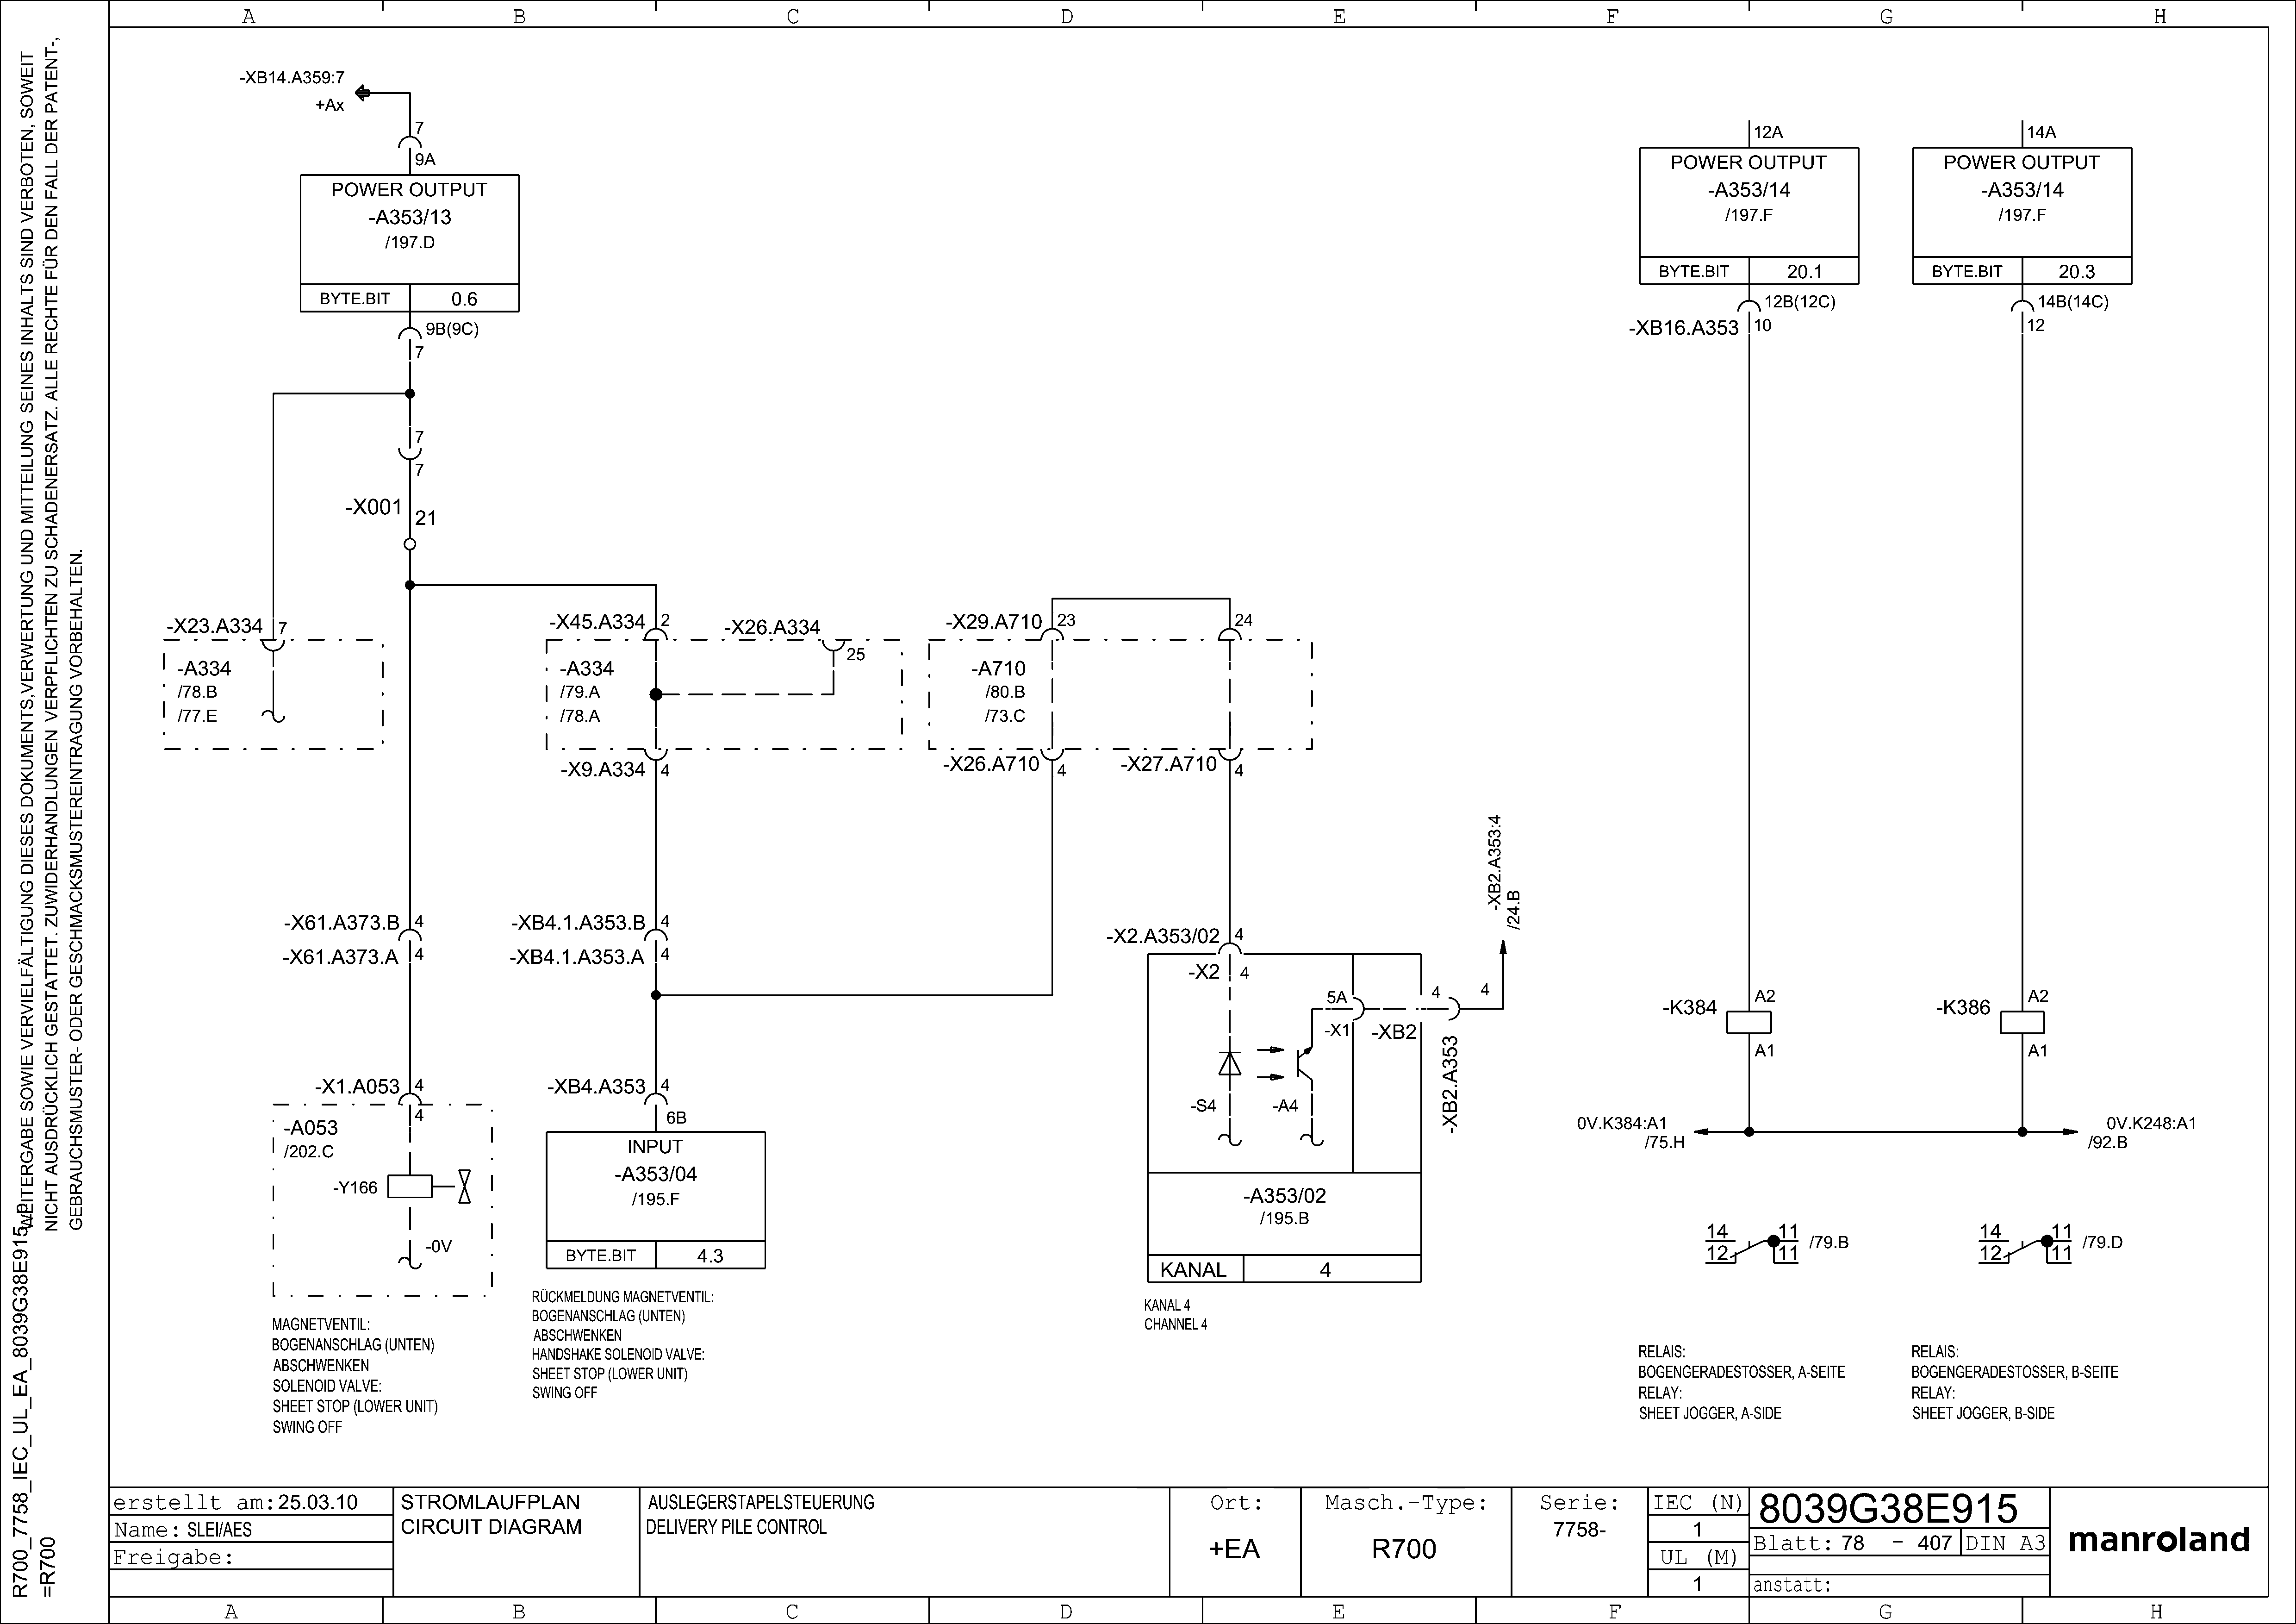 A B C D E F G H
WEITERGABE SOWIE VERVIELFÄLTIGUNG DIESES DOKUMENTS,VERWERTUNG UND MITTEILUNG SEINES INHALTS SIND VERBOTEN, SOWEIT
NICHT AUSDRÜCKLICH GESTATTET. ZUWIDERHANDLUNGEN VERPFLICHTEN ZU SCHADENERSATZ. ALLE RECHTE FÜR DEN FALL DER PATENT-,
GEBRAUCHSMUSTER- ODER GESCHMACKSMUSTEREINTRAGUNG VORBEHALTEN.
=R700
-XB14.A359:7
+Ax
7
9A
POWER OUTPUT
-A353/13
/197.D
BYTE.BIT 0.6
9B(9C)
7
7
7
-X001
21
-X23.A334 7
-A334
/78.B
/77.E
-X45.A334 2
-X26.A334
25
-A334
/79.A
/78.A
-X9.A334 4
-X29.A710 23
24
-A710
/80.B
/73.C
-X26.A710 4
-X27.A710 4
-X61.A373.B 4
-X61.A373.A 4
-XB4.1.A353.B 4
-XB4.1.A353.A 4
-X1.A053 4
4
-A053
/202.C
-Y166
-0V
MAGNETVENTIL:
BOGENANSCHLAG (UNTEN)
ABSCHWENKEN
SOLENOID VALVE:
SHEET STOP (LOWER UNIT)
SWING OFF
-XB4.A353 4
6B
INPUT
-A353/04
/195.F
BYTE.BIT 4.3
RÜCKMELDUNG MAGNETVENTIL:
BOGENANSCHLAG (UNTEN)
ABSCHWENKEN
HANDSHAKE SOLENOID VALVE:
SHEET STOP (LOWER UNIT)
SWING OFF
-X2.A353/02 4
-X2 4
5A
-X1
-XB2
4
4
-XB2.A353
-XB2.A353:4
/24.B
-S4
-A4
-A353/02
/195.B
KANAL 4
KANAL 4
CHANNEL 4
12A
POWER OUTPUT
-A353/14
/197.F
BYTE.BIT 20.1
12B(12C)
-XB16.A353 10
14A
POWER OUTPUT
-A353/14
/197.F
BYTE.BIT 20.3
14B(14C)
12
-K384
A2
A1
-K386
A2
A1
0V.K384:A1
/75.H
0V.K248:A1
/92.B
14 11 /79.B
12 11
14 11 /79.D
12 11
RELAIS:
BOGENGERADESTOSSER, A-SEITE
RELAY:
SHEET JOGGER, A-SIDE
RELAIS:
BOGENGERADESTOSSER, B-SEITE
RELAY:
SHEET JOGGER, B-SIDE
erstellt am: 25.03.10
Name: SLEI/AES
Freigabe:
STROMLAUFPLAN
CIRCUIT DIAGRAM
AUSLEGERSTAPELSTEUERUNG
DELIVERY PILE CONTROL
Ort:
+EA
Masch.-Type:
R700
Serie:
7758-
IEC (N)
1
UL (M)
1
8039G38E915
Blatt: 78 - 407 DIN A3
anstatt:
manroland
A B C D E F G H